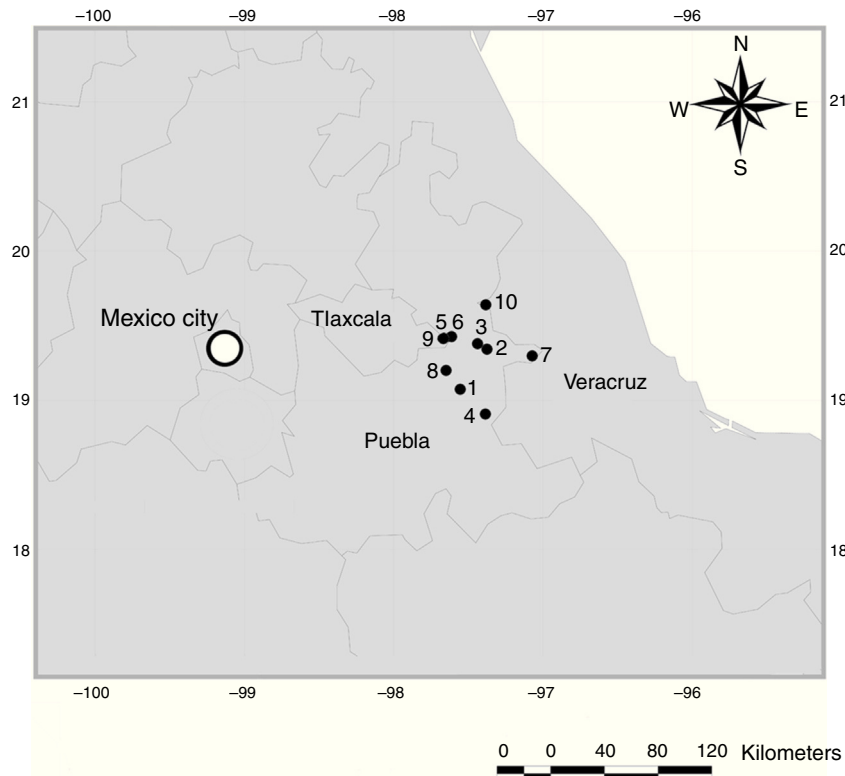 –100 –99 –98 –97 –96
N
21 21
W E
S
20 20
10
Mexico city Tlaxcala 5 6 3
9 2 7
8 Veracruz
1
19 19
4
Puebla
18 18
–100 –99 –98 –97 –96
0 0 40 80 120 Kilometers